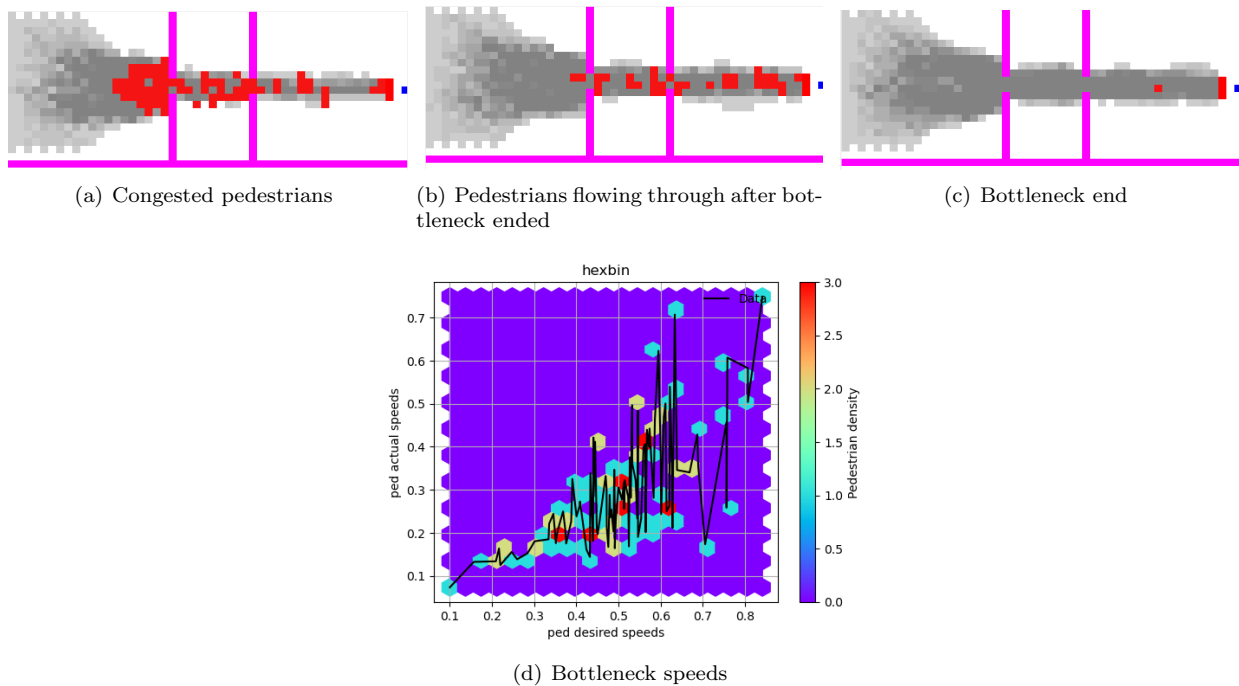 (a) Congested pedestrians
(b) Pedestrians flowing through after bot-
tleneck ended
(c) Bottleneck end
hexbin
Data
ped actual speeds
0.7
0.6
0.5
0.4
0.3
0.2
0.1
0.1 0.2 0.3 0.4 0.5 0.6 0.7 0.8
ped desired speeds
3.0
2.5
2.0
1.5
1.0
0.5
0.0
Pedestrian density
(d) Bottleneck speeds